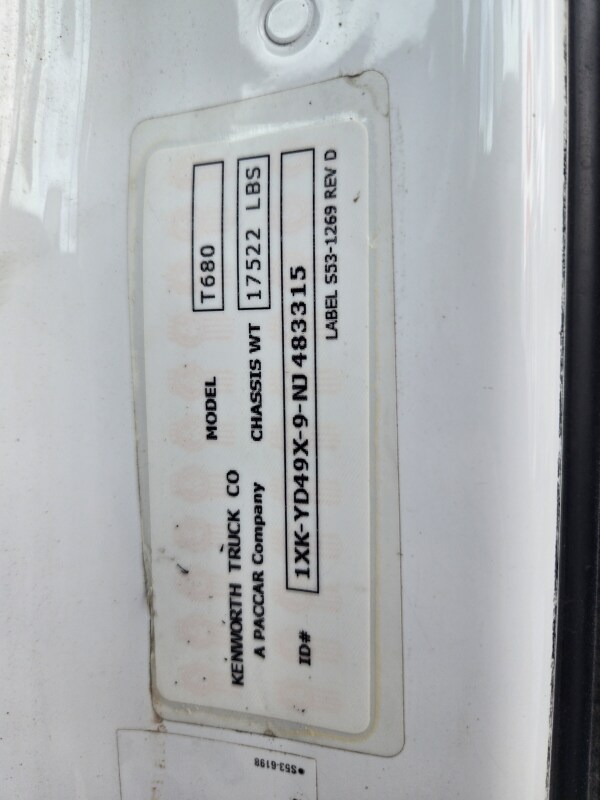 KENWORTH TRUCK CO
A PACCAR Company
MODEL T680
CHASSIS WT 17522 LBS
ID# 1XK-YD49X-9-NJ483315
LABEL S53-1269 REV D
•S53-6198